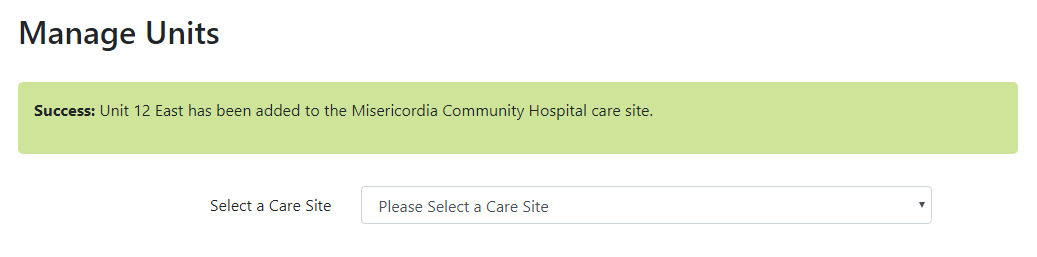 Manage Units
Success: Unit 12 East has been added to the Misericordia Community Hospital care site.
Select a Care Site
Please Select a Care Site